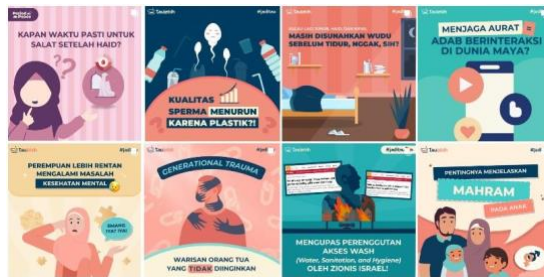 KAPAN WAKTU PASTI UNTUK
SALAT SETELAH HAID?
KUALITAS
SPERMA MENURUN
KARENA PLASTIK?!
MASIH DISUNAHKAN WUDU
SEBELUM TIDUR, NGGAK, SIH?
MENJAGA AURAT
ADAB BERINTERAKSI
DI DUNIA MAYA?
PEREMPUAN LEBIH RENTAN
MENGALAMI MASALAH
KESEHATAN MENTAL
GENERATIONAL TRAUMA
WARISAN ORANG TUA
YANG TIDAK DIINGINKAN
MENGUPAS PERENGGUTAN
AKSES WASH
(Water, Sanitation, and Hygiene)
OLEH ZIONIS ISRAEL!
PENTINGNYA MENJELASKAN
MAHRAM
PADA ANAK